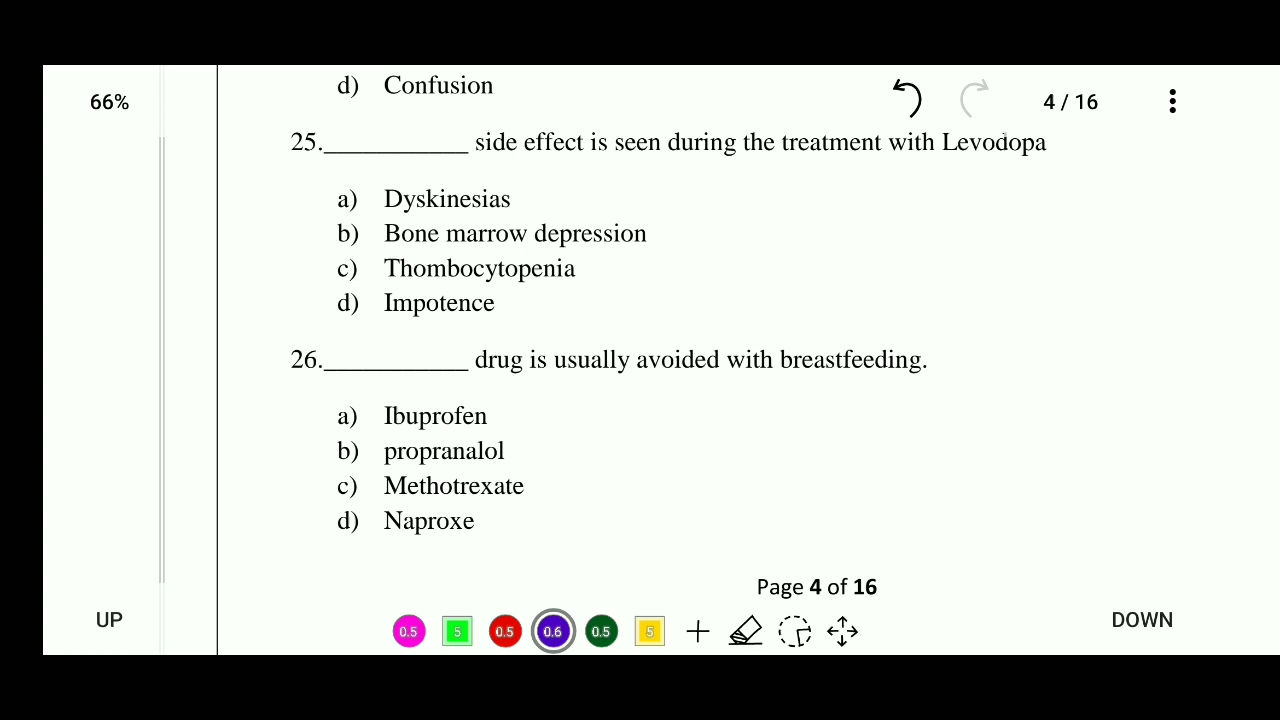 d) Confusion
66%
4 / 16
25.___________ side effect is seen during the treatment with Levodopa
a) Dyskinesias
b) Bone marrow depression
c) Thombocytopenia
d) Impotence
26.___________ drug is usually avoided with breastfeeding.
a) Ibuprofen
b) propranalol
c) Methotrexate
d) Naproxe
Page 4 of 16
UP
DOWN
0.5 5 0.5 0.6 0.5 5